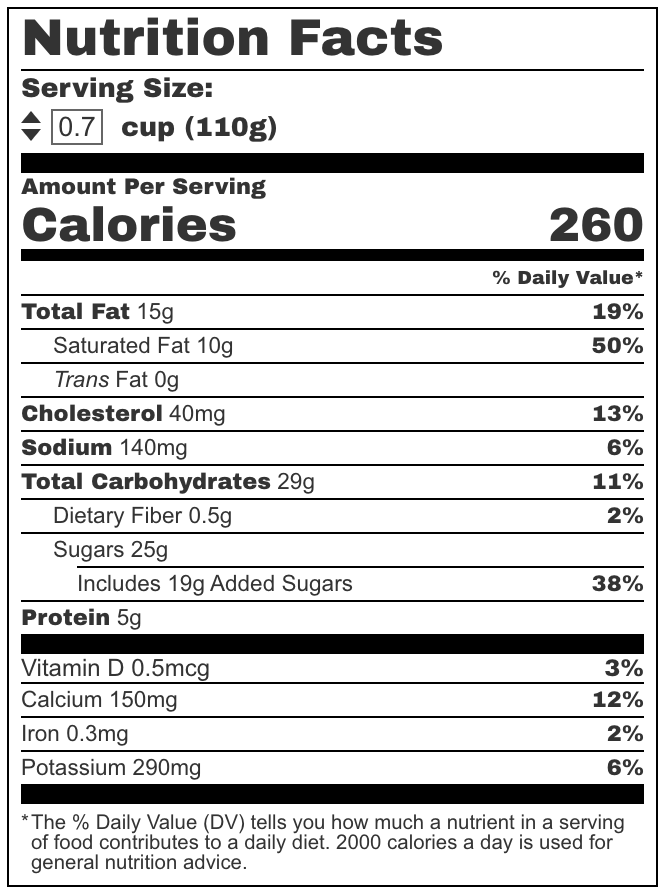 Nutrition Facts
Serving Size:
0.7 cup (110g)
Amount Per Serving
Calories 260
% Daily Value*
Total Fat 15g 19%
Saturated Fat 10g 50%
Trans Fat 0g
Cholesterol 40mg 13%
Sodium 140mg 6%
Total Carbohydrates 29g 11%
Dietary Fiber 0.5g 2%
Sugars 25g
Includes 19g Added Sugars 38%
Protein 5g
Vitamin D 0.5mcg 3%
Calcium 150mg 12%
Iron 0.3mg 2%
Potassium 290mg 6%
*The % Daily Value (DV) tells you how much a nutrient in a serving
of food contributes to a daily diet. 2000 calories a day is used for
general nutrition advice.